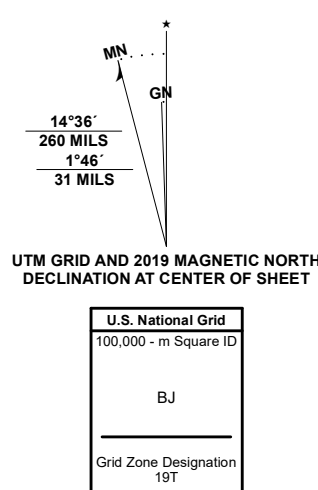 ★
MN
GN
14°36´
260 MILS
1°46´
31 MILS
UTM GRID AND 2019 MAGNETIC NORTH
DECLINATION AT CENTER OF SHEET
U.S. National Grid
100,000 - m Square ID
BJ
Grid Zone Designation
19T